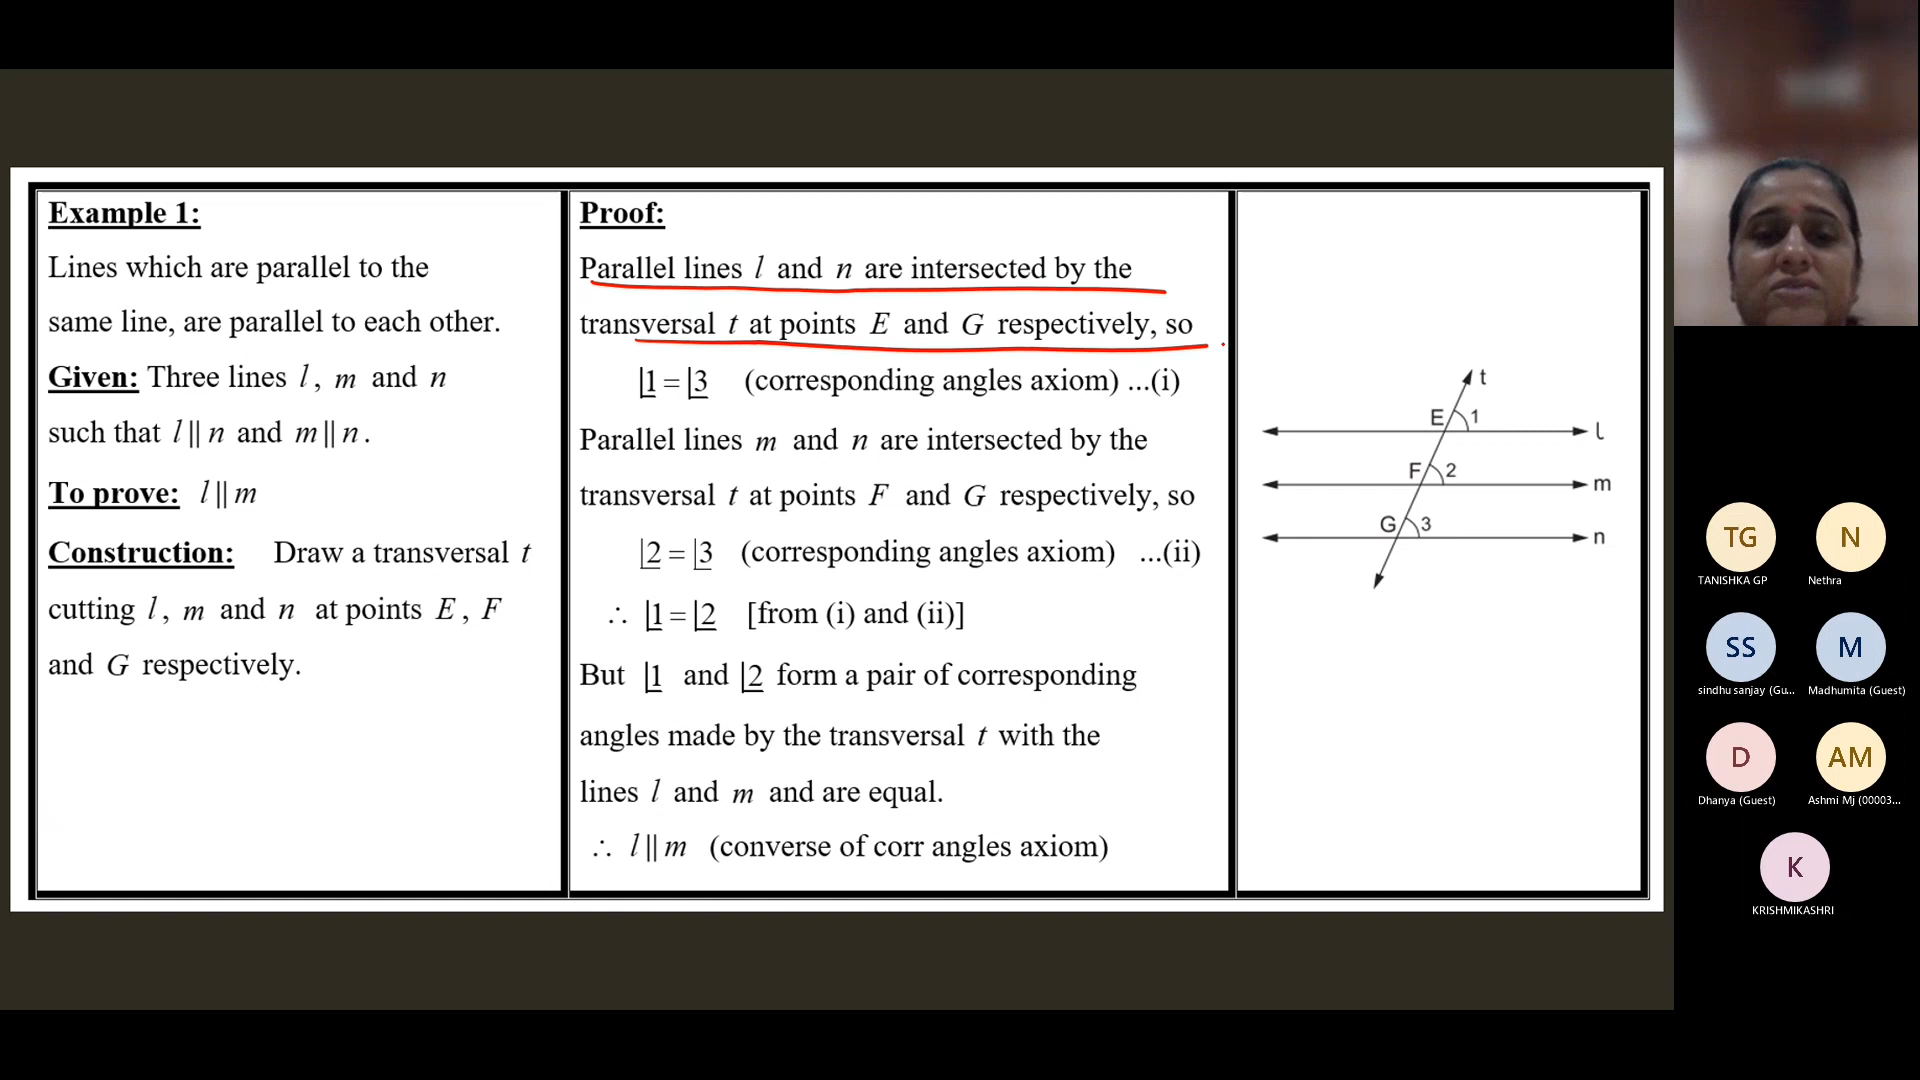 Example 1:
Lines which are parallel to the
same line, are parallel to each other.
Given: Three lines l, m and n
such that l || n and m || n.
To prove: l || m
Construction: Draw a transversal t
cutting l, m and n at points E, F
and G respectively.
Proof:
Parallel lines l and n are intersected by the
transversal t at points E and G respectively, so
∠1 = ∠3 (corresponding angles axiom) ...(i)
Parallel lines m and n are intersected by the
transversal t at points F and G respectively, so
∠2 = ∠3 (corresponding angles axiom) ...(ii)
∴ ∠1 = ∠2 [from (i) and (ii)]
But ∠1 and ∠2 form a pair of corresponding
angles made by the transversal t with the
lines l and m and are equal.
∴ l || m (converse of corr angles axiom)
t
E 1
l
F 2
m
G 3
n
TG
TANISHKA GP
N
Nethra
SS
sindhu sanjay (Gu...
M
Madhumita (Guest)
D
Dhanya (Guest)
AM
Ashmi Mj (00003...
K
KRISHMIKASHRI